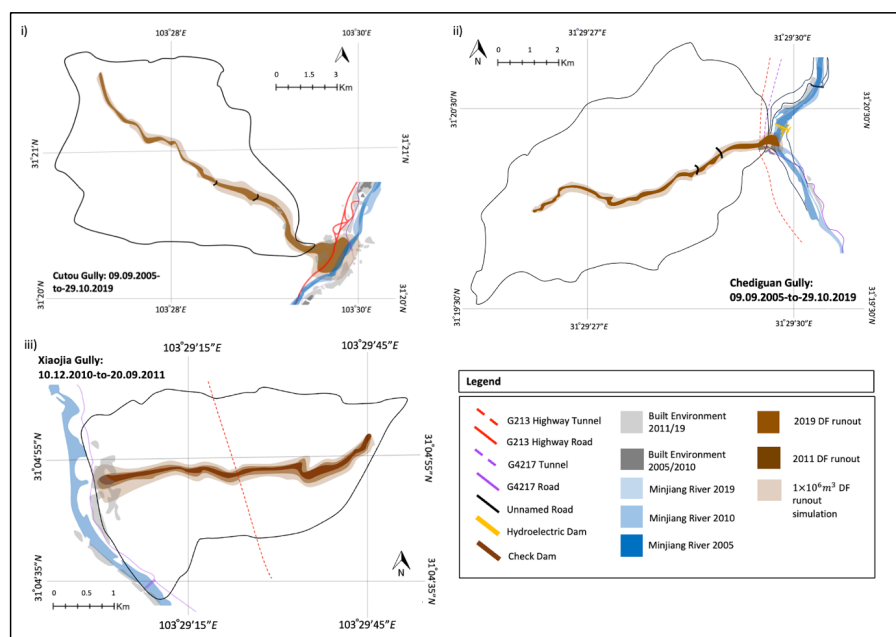 i)
103°28′E
103°30′E
0 1.5 3
Km
31°21′N
31°21′N
Cutou Gully: 09.09.2005-
to-29.10.2019
31°20′N
31°20′N
103°28′E
103°30′E
ii)
31°29′27″E
31°29′30″E
N
0 1 2
Km
31°20′30″N
31°20′30″N
31°19′30″N
31°19′30″N
Chediguan Gully:
09.09.2005-to-29.10.2019
31°29′27″E
31°29′30″E
iii)
103°29′15″E
103°29′45″E
Xiaojia Gully:
10.12.2010-to-20.09.2011
31°04′55″N
31°04′55″N
31°04′35″N
31°04′35″N
0 0.5 1
Km
N
103°29′15″E
103°29′45″E
Legend
G213 Highway Tunnel
G213 Highway Road
G4217 Tunnel
G4217 Road
Unnamed Road
Hydroelectric Dam
Check Dam
Built Environment
2011/19
Built Environment
2005/2010
Minjiang River 2019
Minjiang River 2010
Minjiang River 2005
2019 DF runout
2011 DF runout
1×10⁶m³ DF
runout
simulation